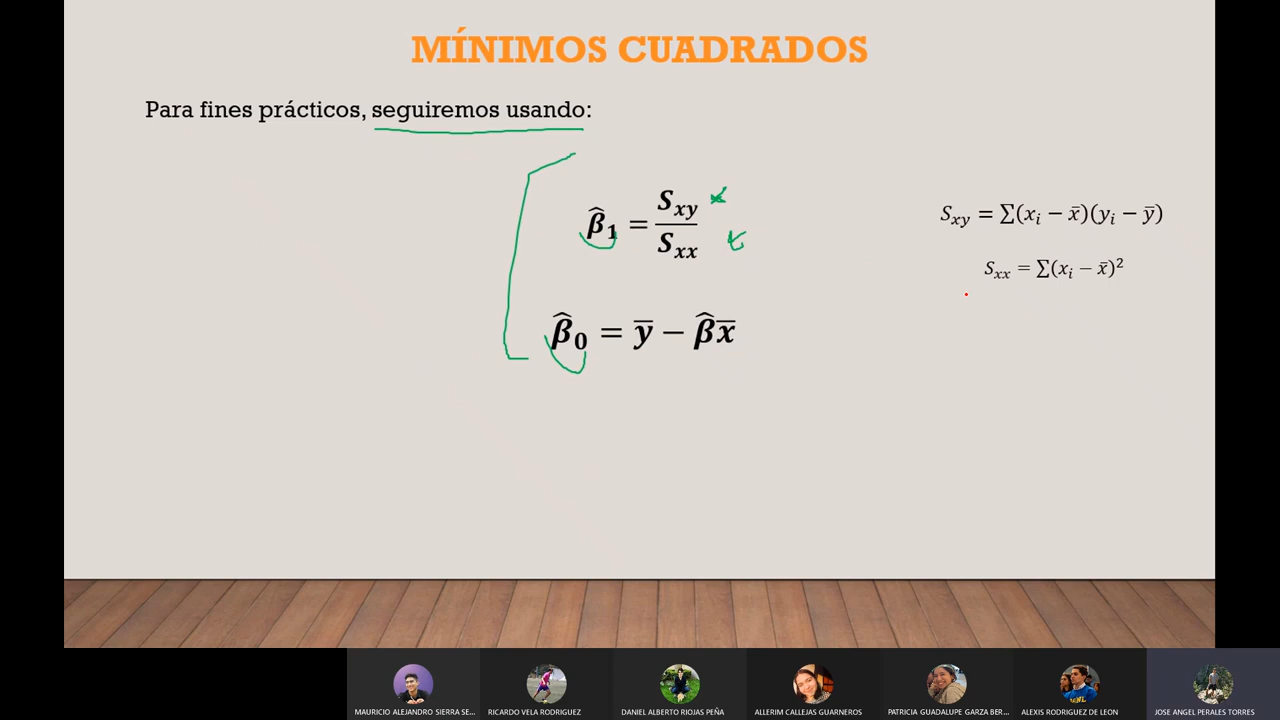 MÍNIMOS CUADRADOS
Para fines prácticos, seguiremos usando:
β̂₁ = Sxy / Sxx
Sxy = ∑(xᵢ − x̄)(yᵢ − ȳ)
Sxx = ∑(xᵢ − x̄)²
β̂₀ = ȳ − β̂x̄
MAURICIO ALEJANDRO SIERRA SE...
RICARDO VELA RODRIGUEZ
DANIEL ALBERTO RIOJAS PEÑA
ALLERIM CALLEJAS GUARNEROS
PATRICIA GUADALUPE GARZA BER...
ALEXIS RODRIGUEZ DE LEON
JOSE ANGEL PERALES TORRES